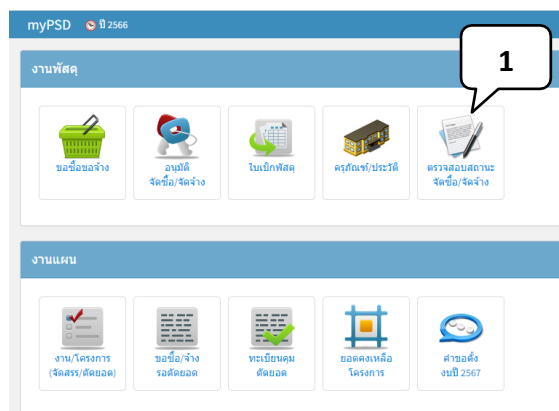 myPSD ปี 2566
1
งานพัสดุ
ขอซื้อขอจ้าง
อนุมัติ
จัดซื้อ/จัดจ้าง
ใบเบิกพัสดุ
ครุภัณฑ์/ประวัติ
ตรวจสอบสถานะ
จัดซื้อ/จัดจ้าง
งานแผน
งาน/โครงการ
(จัดสรร/ตัดยอด)
ขอซื้อ/จ้าง
รอตัดยอด
ทะเบียนคุม
ตัดยอด
ยอดคงเหลือ
โครงการ
คำขอตั้ง
งบปี 2567